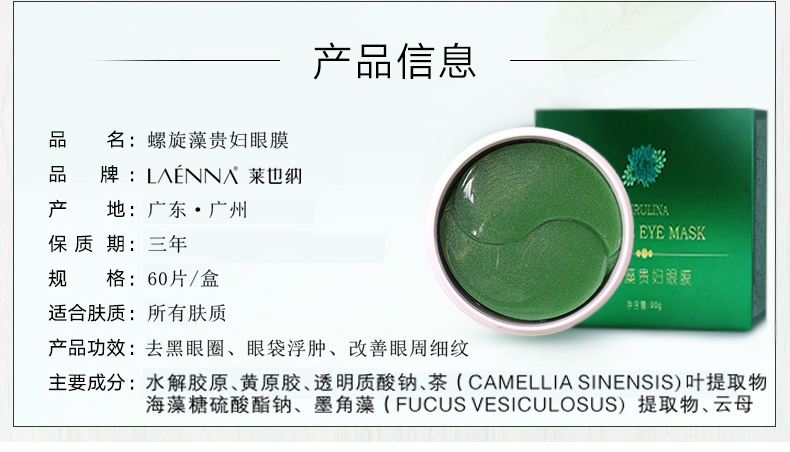 产品信息
品 名：螺旋藻贵妇眼膜
品 牌：LAÉNNA® 莱也纳
产 地：广东·广州
保 质 期：三年
规 格：60片/盒
适合肤质：所有肤质
产品功效：去黑眼圈、眼袋浮肿、改善眼周细纹
主要成分：水解胶原、黄原胶、透明质酸钠、茶（CAMELLIA SINENSIS)叶提取物
海藻糖硫酸酯钠、墨角藻（FUCUS VESICULOSUS) 提取物、云母
RULINA
EYE MASK
藻贵妇眼膜
净含量:90g